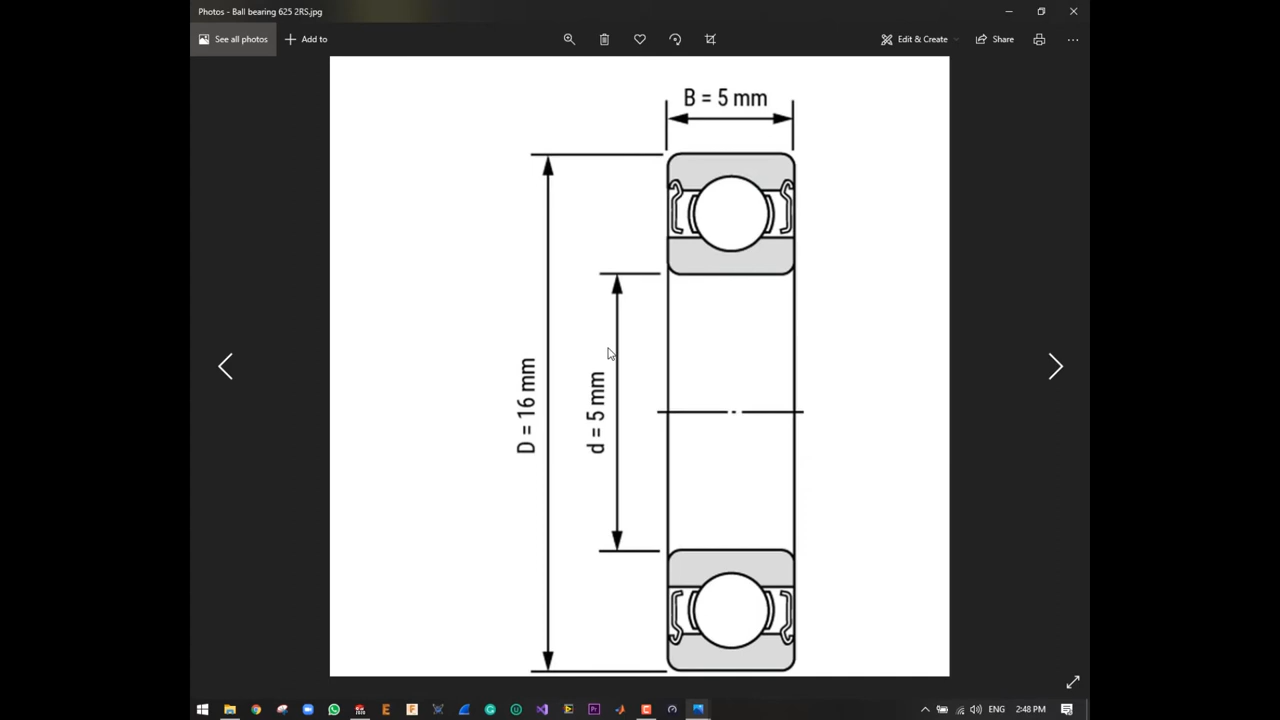 Photos - Ball bearing 625 2RS.jpg
See all photos
Add to
Edit & Create
Share
B = 5 mm
D = 16 mm
d = 5 mm
ENG
2:48 PM